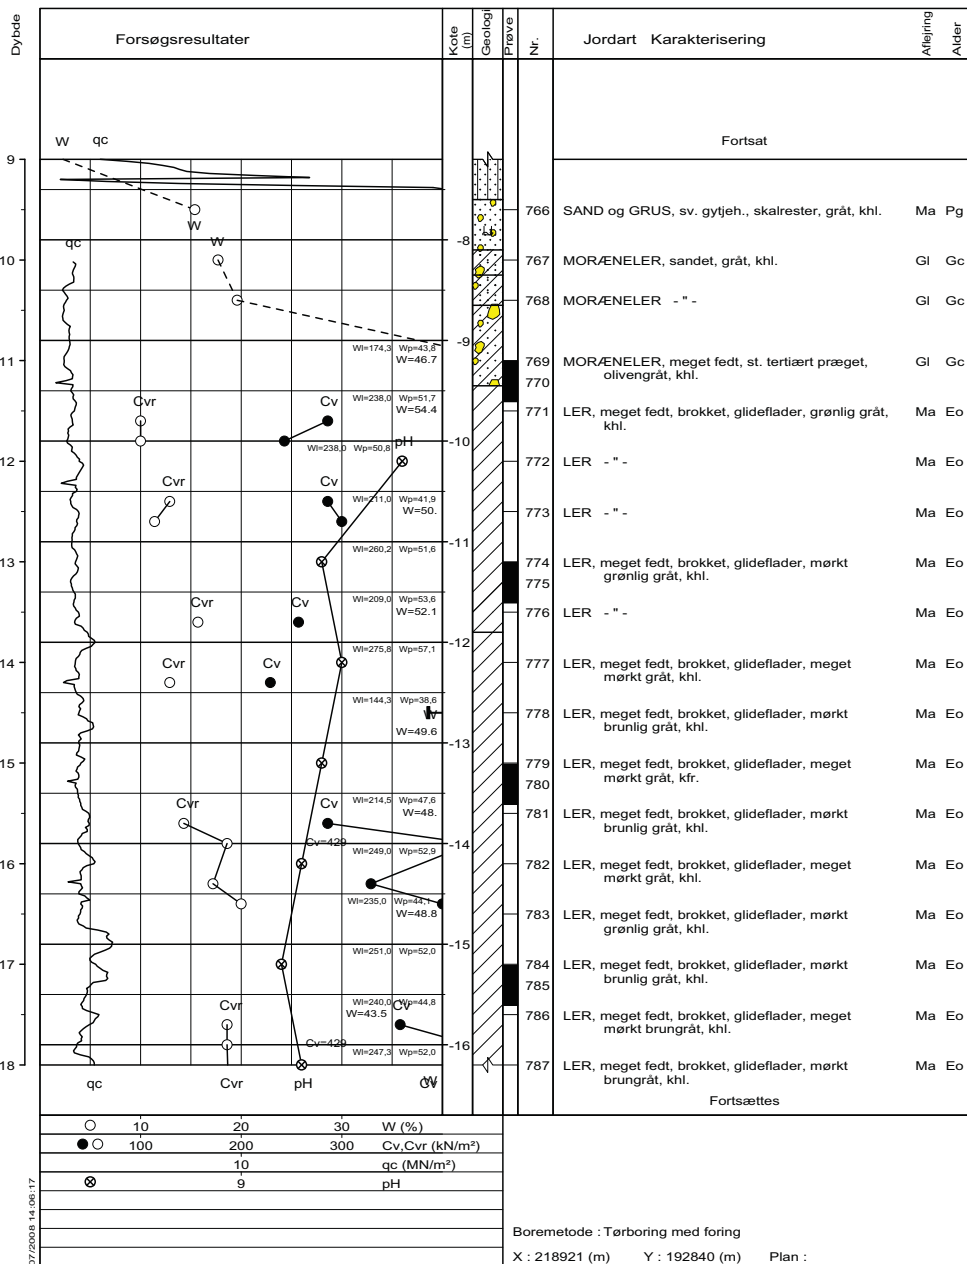 Dybde
Forsøgsresultater
Kote (m)
Geologi
Prøve
Nr.
Jordart Karakterisering
Aflejring
Alder
Fortsat
W qc
9
766 SAND og GRUS, sv. gytjeh., skalrester, gråt, khl. Ma Pg
W
W
qc
-8
10
767 MORÆNELER, sandet, gråt, khl. Gl Gc
768 MORÆNELER - " - Gl Gc
-9
Wl=174,3 Wp=43,8
W=46.7
11
769 MORÆNELER, meget fedt, st. tertiært præget, Ma Gc
olivengråt, khl.
770
Wl=238,0 Wp=51,7
W=54.4
Cvr Cv
771 LER, meget fedt, brokket, glideflader, grønlig gråt, Ma Eo
khl.
-10
Wl=238,0 Wp=50,8
pH
12
772 LER - " - Ma Eo
Cvr Cv
Wl=211,0 Wp=41,9
W=50.
773 LER - " - Ma Eo
-11
Wl=260,2 Wp=51,6
13
774 LER, meget fedt, brokket, glideflader, mørkt Ma Eo
grønlig gråt, khl.
775
Wl=209,0 Wp=53,6
W=52.1
Cvr Cv
776 LER - " - Ma Eo
-12
Wl=275,8 Wp=57,1
14
Cvr Cv
777 LER, meget fedt, brokket, glideflader, meget Ma Eo
mørkt gråt, khl.
Wl=144,3 Wp=38,6
W
W=49.6
778 LER, meget fedt, brokket, glideflader, mørkt Ma Eo
brunlig gråt, khl.
-13
15
779 LER, meget fedt, brokket, glideflader, meget Ma Eo
mørkt gråt, kfr.
780
Wl=214,5 Wp=47,6
W=48.
Cvr Cv
781 LER, meget fedt, brokket, glideflader, mørkt Ma Eo
brunlig gråt, khl.
Cv=429
-14
Wl=249,0 Wp=52,9
16
782 LER, meget fedt, brokket, glideflader, meget Ma Eo
mørkt gråt, khl.
Wl=235,0 Wp=44,1
W=48.8
783 LER, meget fedt, brokket, glideflader, mørkt Ma Eo
grønlig gråt, khl.
-15
Wl=251,0 Wp=52,0
17
784 LER, meget fedt, brokket, glideflader, mørkt Ma Eo
brunlig gråt, khl.
785
Wl=240,0 Wp=44,8
W=43.5
Cvr Cv
786 LER, meget fedt, brokket, glideflader, meget Ma Eo
mørkt brungråt, khl.
Cv=429
-16
Wl=247,3 Wp=52,0
18
787 LER, meget fedt, brokket, glideflader, mørkt Ma Eo
brungråt, khl.
qc Cvr pH Cv W
Fortsættes
10 20 30 W (%)
100 200 300 Cv,Cvr (kN/m²)
10 qc (MN/m²)
9 pH
07/2008 14:06:17
Boremetode : Tørboring med foring
X : 218921 (m) Y : 192840 (m) Plan :